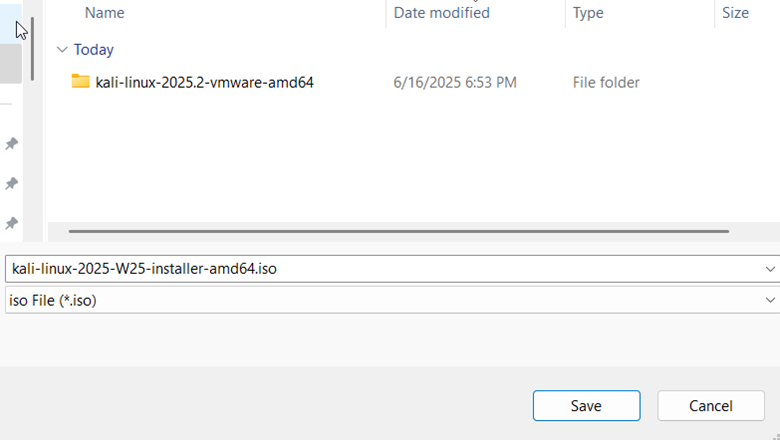 Name Date modified Type Size
Today
kali-linux-2025.2-vmware-amd64 6/16/2025 6:53 PM File folder
kali-linux-2025-W25-installer-amd64.iso
iso File (*.iso)
Save Cancel